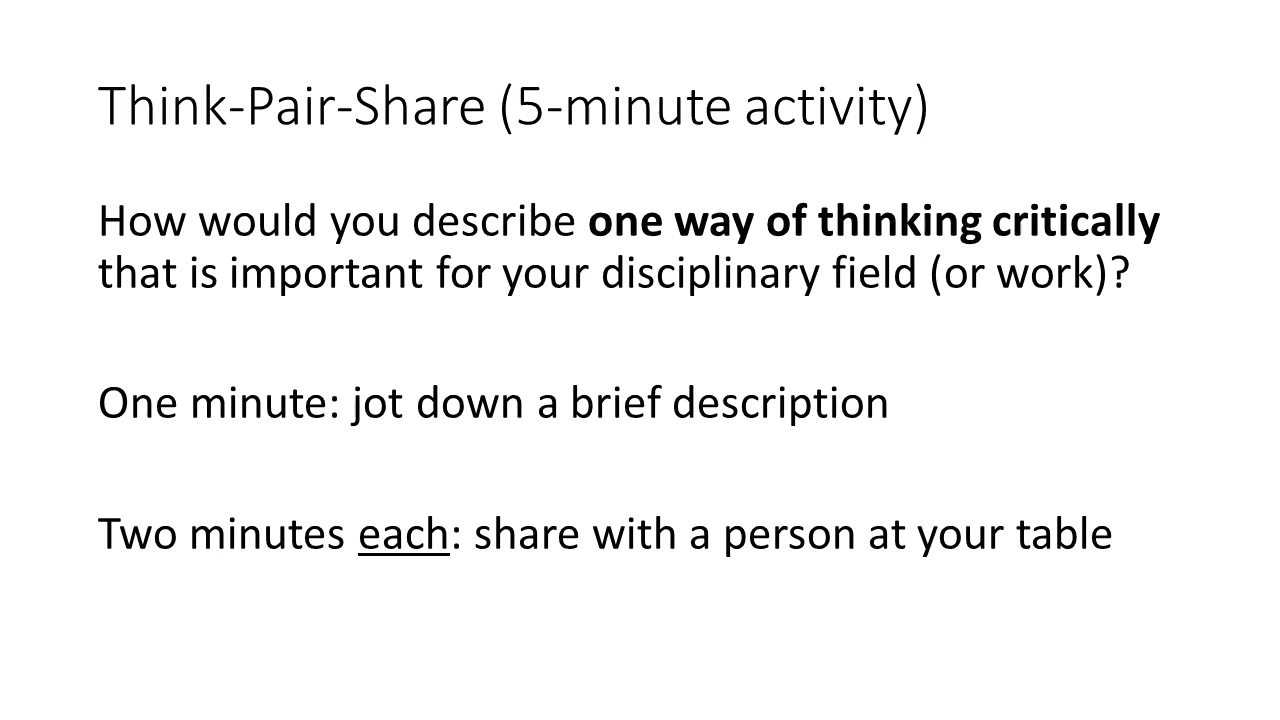 Think-Pair-Share (5-minute activity)
How would you describe one way of thinking critically
that is important for your disciplinary field (or work)?
One minute: jot down a brief description
Two minutes each: share with a person at your table